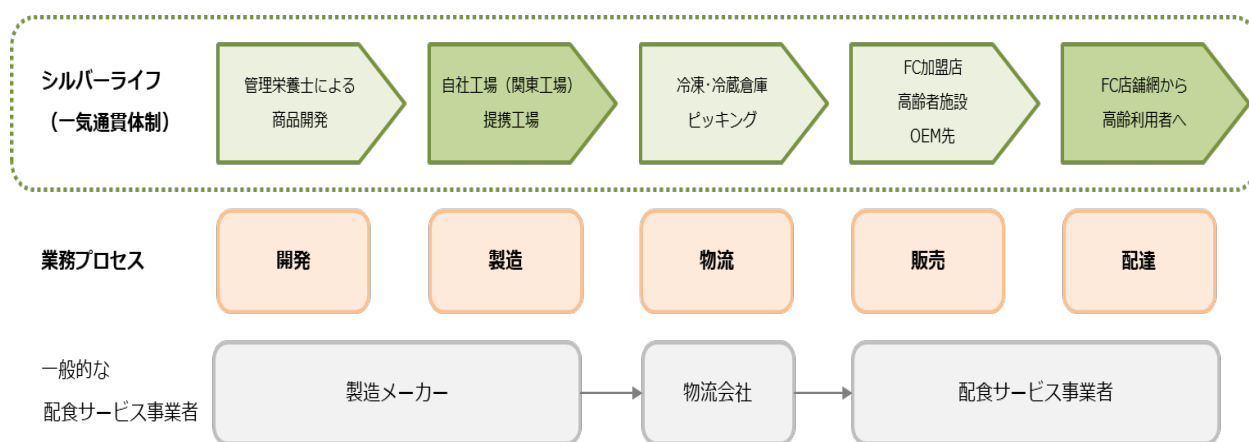 シルバーライフ
（一気通貫体制）
管理栄養士による
商品開発
自社工場（関東工場）
提携工場
冷凍・冷蔵倉庫
ピッキング
FC加盟店
高齢者施設
OEM先
FC店舗網から
高齢利用者へ
業務プロセス
開発
製造
物流
販売
配達
一般的な
配食サービス事業者
製造メーカー
物流会社
配食サービス事業者